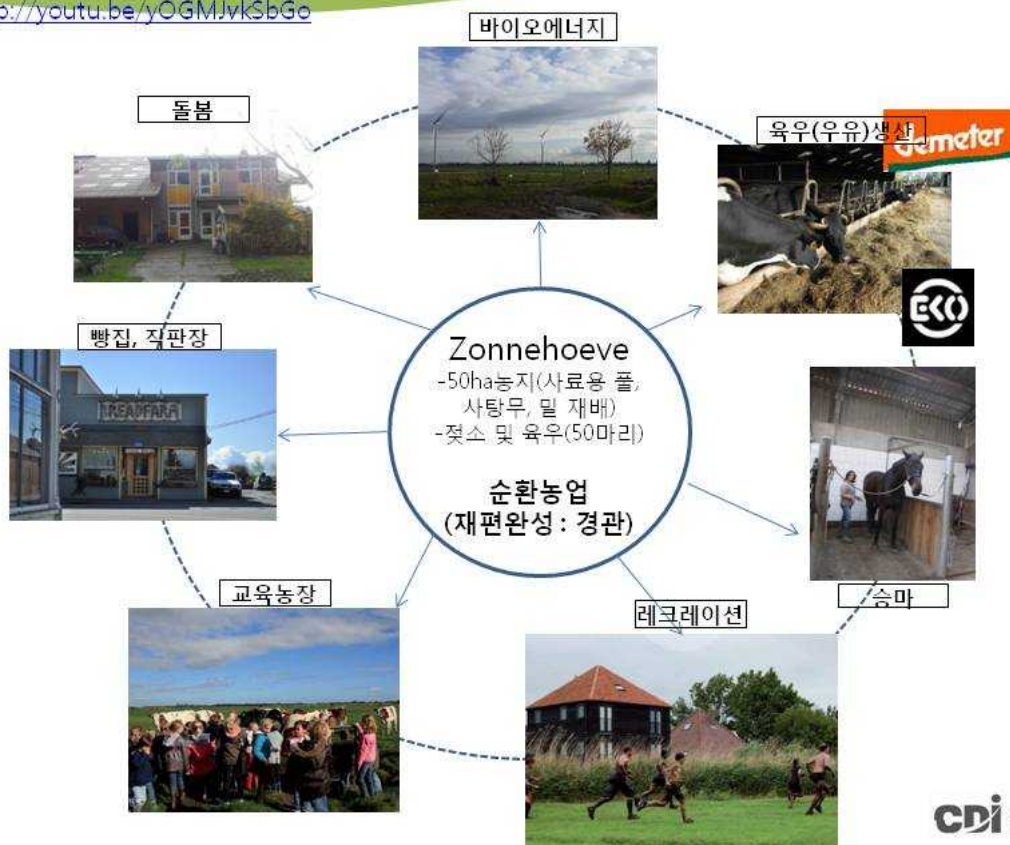 p://youtu.be/yOGMJvkSbGo
바이오에너지
돌봄
육우(우유)생산
demeter
EKO
빵집, 직판장
BREADFARM
Zonnehoeve
-50ha농지(사료용 풀,
사탕무, 밀 재배)
-젖소 및 육우(50마리)
순환농업
(재편완성 : 경관)
승마
교육농장
레크레이션
CDi